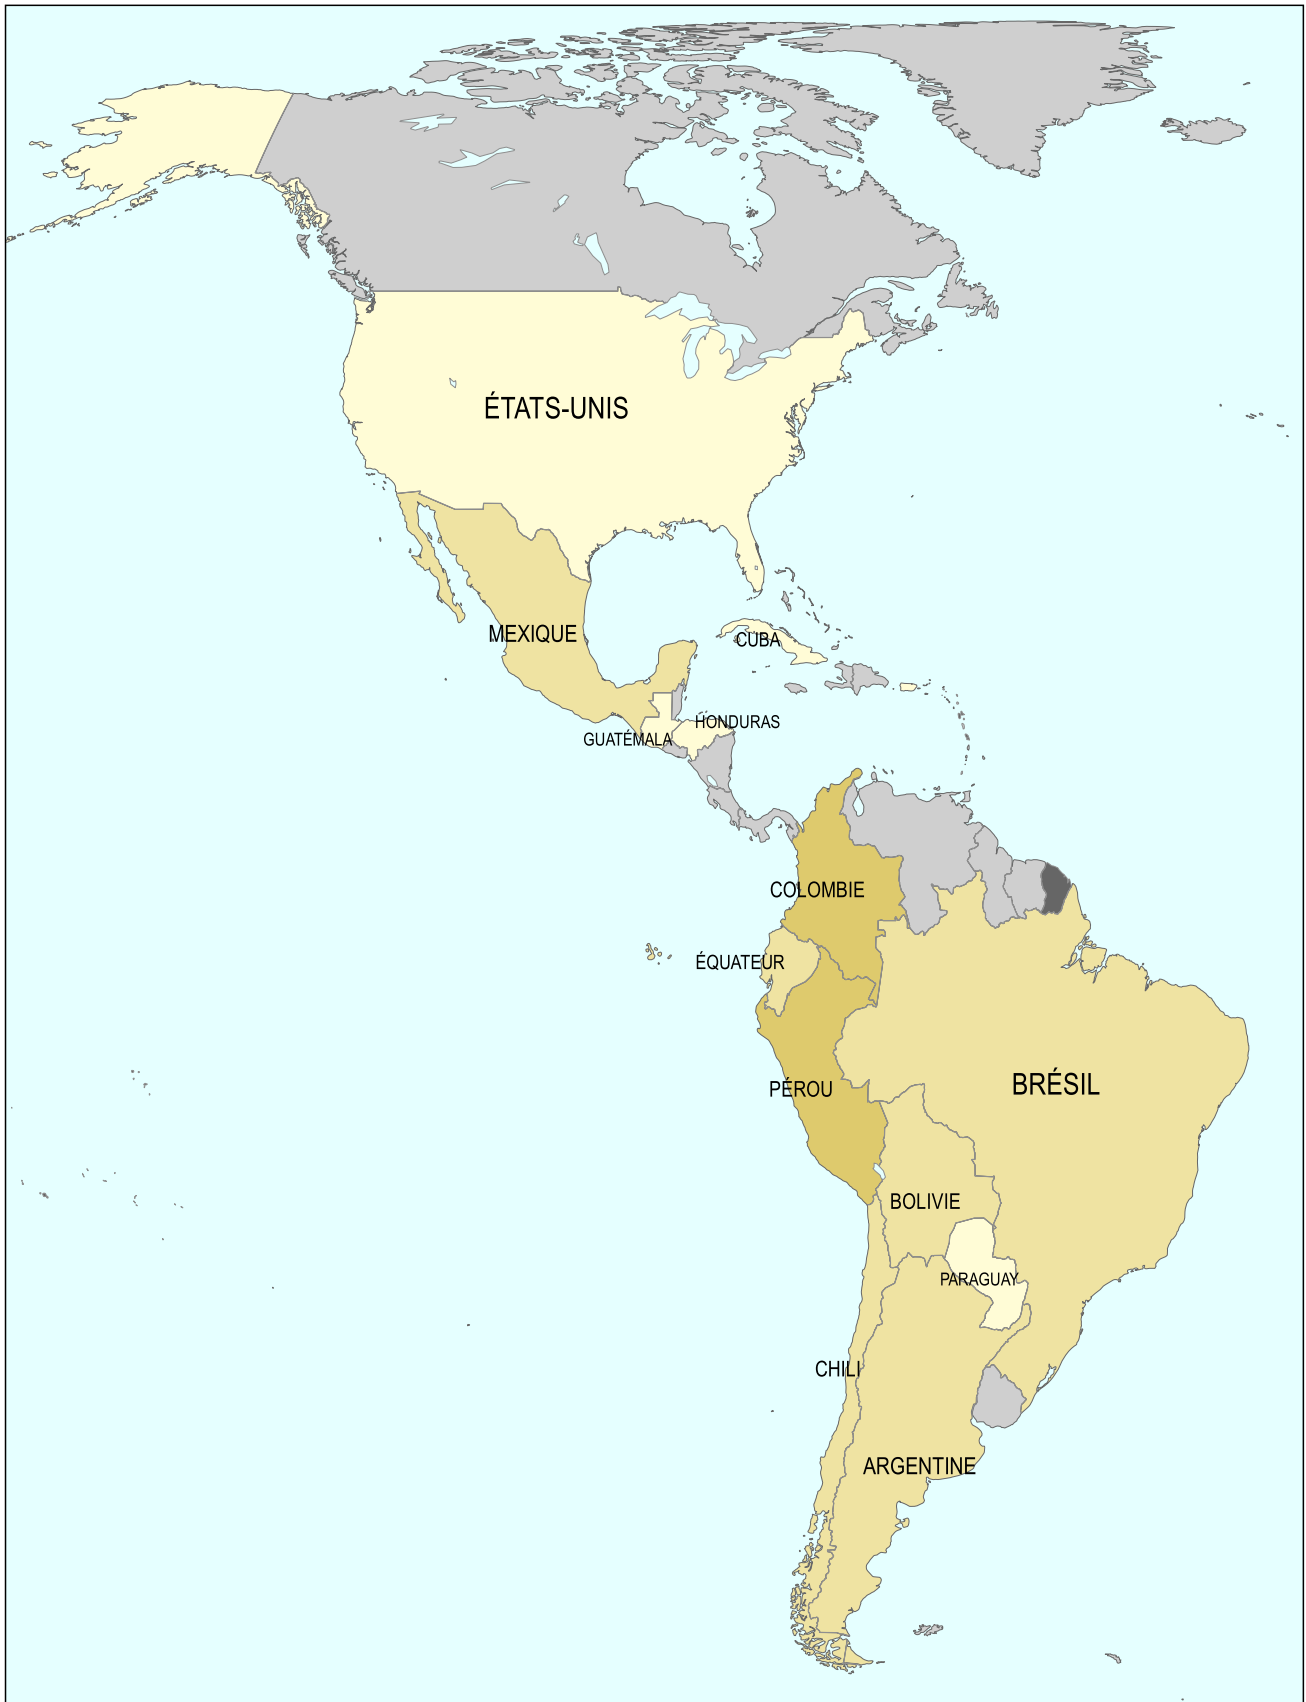 ÉTATS-UNIS
MEXIQUE
CUBA
HONDURAS
GUATÉMALA
COLOMBIE
ÉQUATEUR
BRÉSIL
PÉROU
BOLIVIE
PARAGUAY
CHILI
ARGENTINE